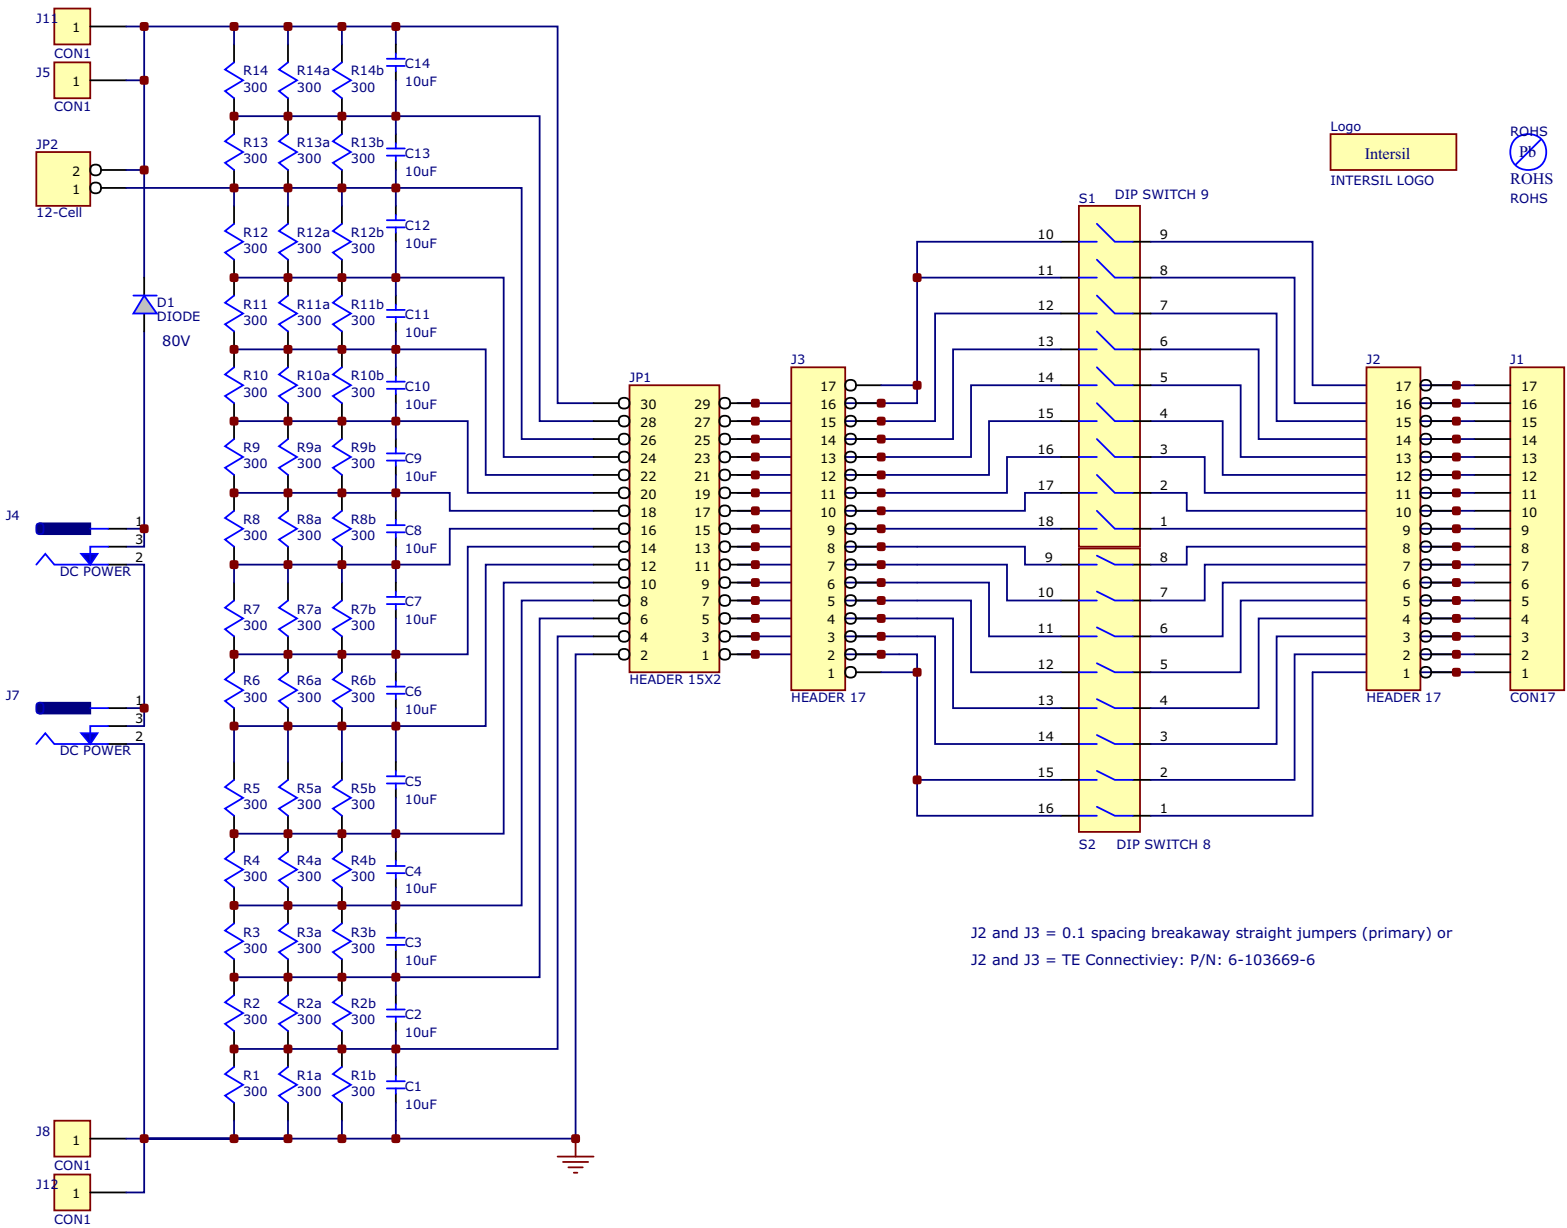 J11
1
CON1
J5
1
CON1
JP2
2
1
12-Cell
D1
DIODE
80V
J4
1
3
2
DC POWER
J7
1
3
2
DC POWER
J8
1
CON1
J12
1
CON1
R14 R14a R14b C14
300 300 300 10uF
R13 R13a R13b C13
300 300 300 10uF
R12 R12a R12b C12
300 300 300 10uF
R11 R11a R11b C11
300 300 300 10uF
R10 R10a R10b C10
300 300 300 10uF
R9 R9a R9b C9
300 300 300 10uF
R8 R8a R8b C8
300 300 300 10uF
R7 R7a R7b C7
300 300 300 10uF
R6 R6a R6b C6
300 300 300 10uF
R5 R5a R5b C5
300 300 300 10uF
R4 R4a R4b C4
300 300 300 10uF
R3 R3a R3b C3
300 300 300 10uF
R2 R2a R2b C2
300 300 300 10uF
R1 R1a R1b C1
300 300 300 10uF
JP1
30 29
28 27
26 25
24 23
22 21
20 19
18 17
16 15
14 13
12 11
10 9
8 7
6 5
4 3
2 1
HEADER 15X2
J3
17
16
15
14
13
12
11
10
9
8
7
6
5
4
3
2
1
HEADER 17
S1 DIP SWITCH 9
10 9
11 8
12 7
13 6
14 5
15 4
16 3
17 2
18 1
9 8
10 7
11 6
12 5
13 4
14 3
15 2
16 1
S2 DIP SWITCH 8
J2
17
16
15
14
13
12
11
10
9
8
7
6
5
4
3
2
1
HEADER 17
J1
17
16
15
14
13
12
11
10
9
8
7
6
5
4
3
2
1
CON17
Logo
Intersil
INTERSIL LOGO
ROHS
Pb
ROHS
ROHS
J2 and J3 = 0.1 spacing breakaway straight jumpers (primary) or
J2 and J3 = TE Connectiviey: P/N: 6-103669-6